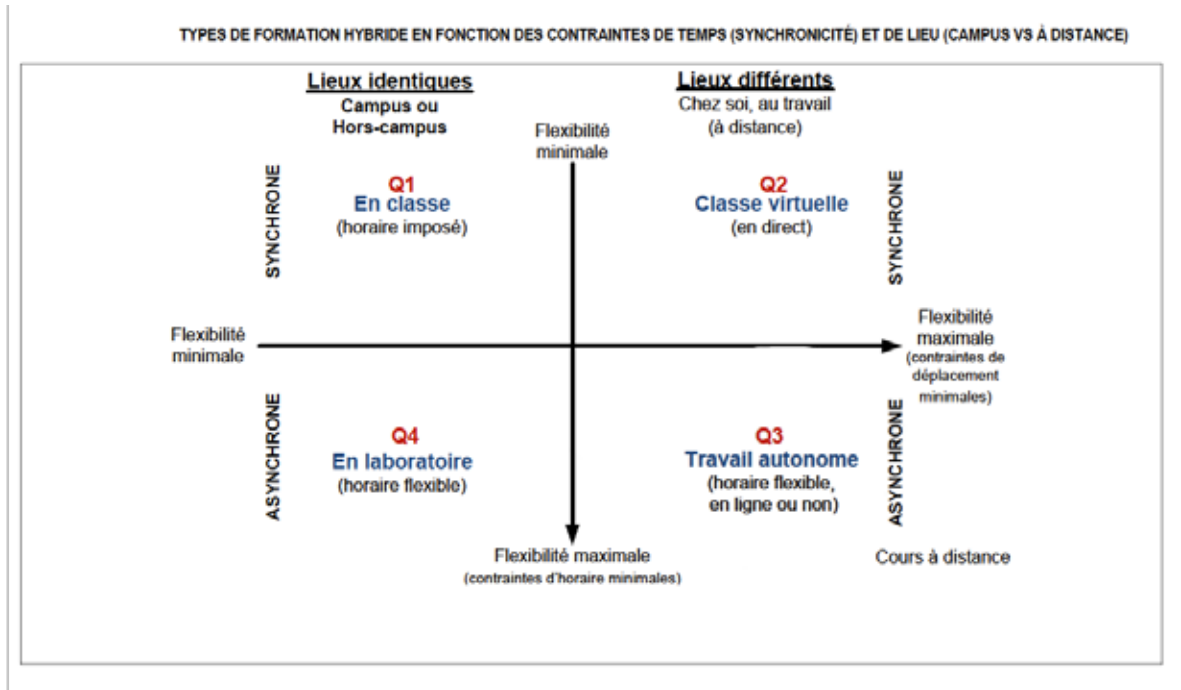 TYPES DE FORMATION HYBRIDE EN FONCTION DES CONTRAINTES DE TEMPS (SYNCHRONICITÉ) ET DE LIEU (CAMPUS VS À DISTANCE)
Lieux identiques
Campus ou
Hors-campus
Flexibilité
minimale
Lieux différents
Chez soi, au travail
(à distance)
SYNCHRONE
Q1
En classe
(horaire imposé)
Q2
Classe virtuelle
(en direct)
SYNCHRONE
Flexibilité
minimale
Flexibilité
maximale
(contraintes de
déplacement
minimales)
ASYNCHRONE
Q4
En laboratoire
(horaire flexible)
Q3
Travail autonome
(horaire flexible,
en ligne ou non)
ASYNCHRONE
Flexibilité maximale
(contraintes d'horaire minimales)
Cours à distance